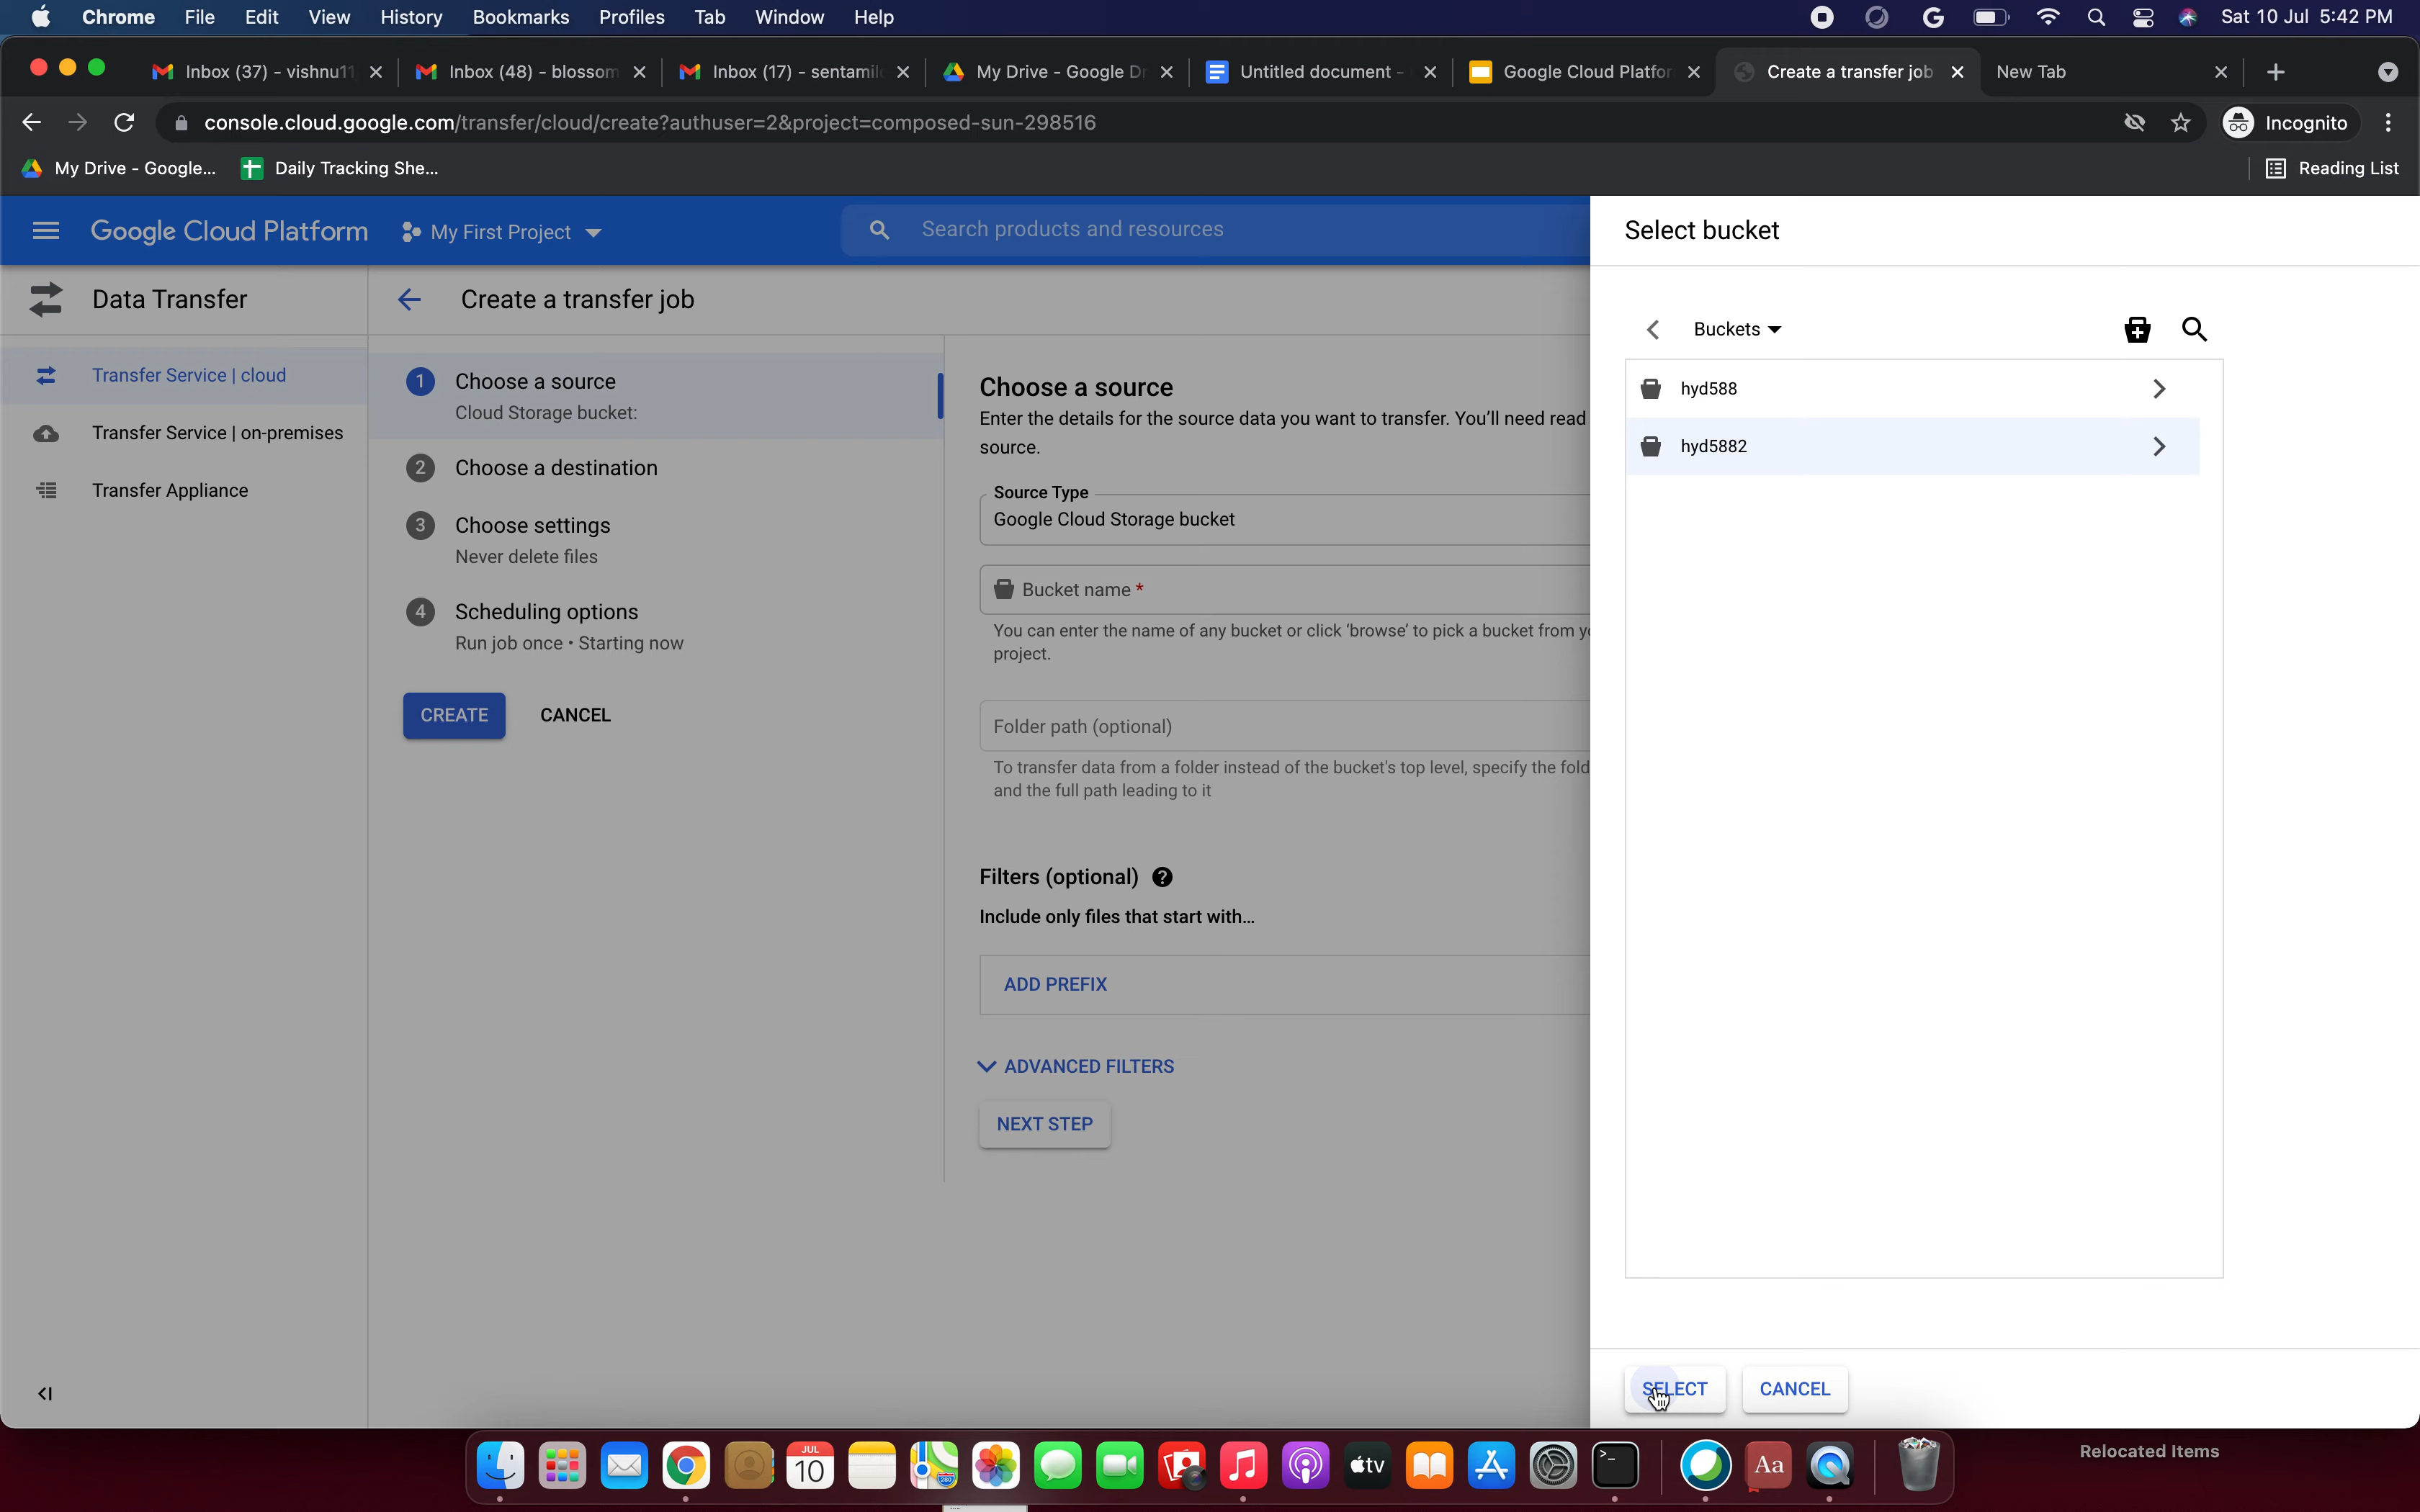 Chrome File Edit View History Bookmarks Profiles Tab Window Help Sat 10 Jul 5:42 PM
Inbox (37) - vishnu11 Inbox (48) - blossom Inbox (17) - sentamil My Drive - Google Dr Untitled document - Google Cloud Platfor Create a transfer job New Tab
console.cloud.google.com/transfer/cloud/create?authuser=2&project=composed-sun-298516 Incognito
My Drive - Google... Daily Tracking She... Reading List
Google Cloud Platform My First Project Search products and resources
Data Transfer
Transfer Service | cloud
Transfer Service | on-premises
Transfer Appliance
Create a transfer job
1 Choose a source
Cloud Storage bucket:
2 Choose a destination
3 Choose settings
Never delete files
4 Scheduling options
Run job once • Starting now
CREATE CANCEL
Choose a source
Enter the details for the source data you want to transfer. You'll need read
source.
Source Type
Google Cloud Storage bucket
Bucket name *
You can enter the name of any bucket or click 'browse' to pick a bucket from yo
project.
Folder path (optional)
To transfer data from a folder instead of the bucket's top level, specify the fold
and the full path leading to it
Filters (optional) ?
Include only files that start with...
ADD PREFIX
ADVANCED FILTERS
NEXT STEP
Select bucket
Buckets
hyd588
hyd5882
SELECT CANCEL
JUL
10
280
tv
>_
Aa
Relocated Items